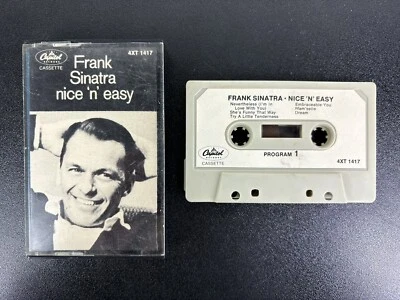 Capitol
CASSETTE
4XT 1417
Frank
Sinatra
nice 'n' easy
FRANK SINATRA - NICE 'N' EASY
Nevertheless (I'm In
Love With You)
She's Funny That Way
Try A Little Tenderness
Embraceable You
Mam'selle
Dream
PROGRAM 1
Capitol
CASSETTE
4XT 1417